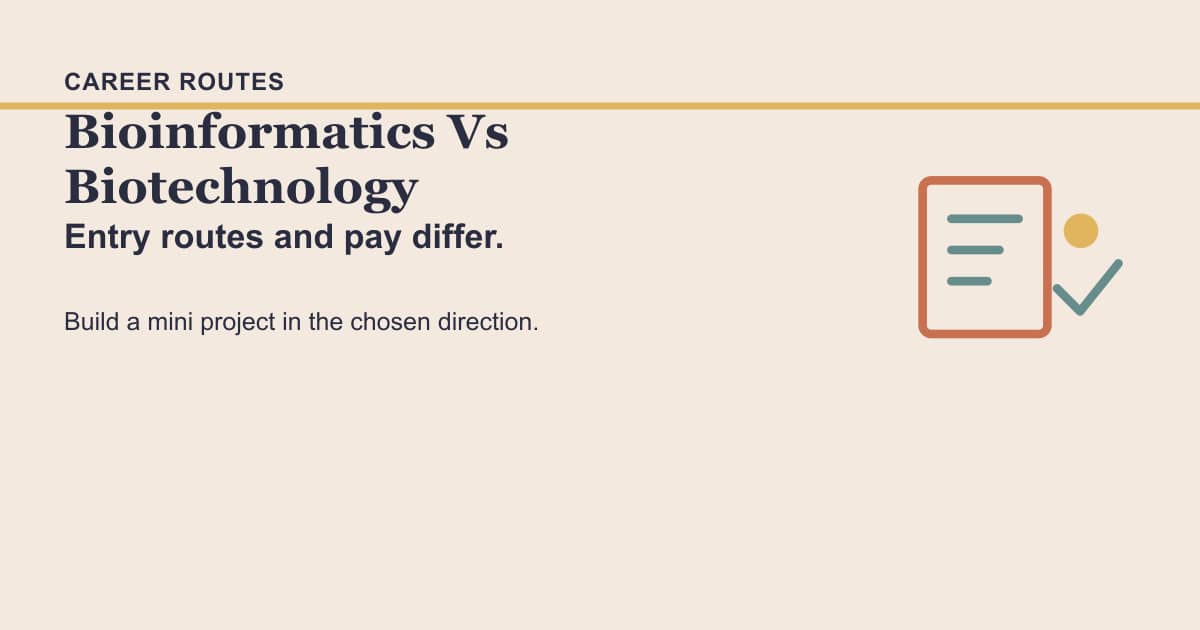 CAREER ROUTES
Bioinformatics Vs
Biotechnology
Entry routes and pay differ.
Build a mini project in the chosen direction.